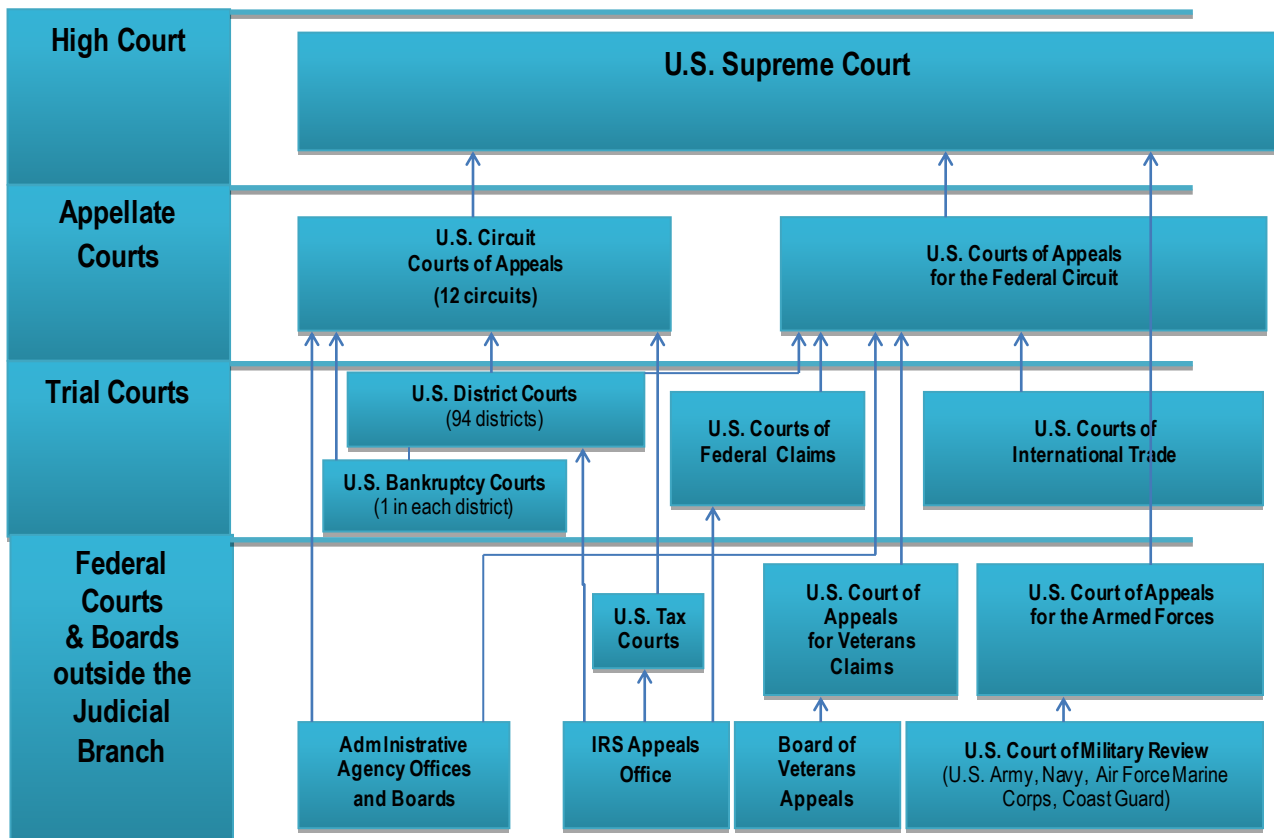 High Court
U.S. Supreme Court
Appellate
Courts
U.S. Circuit
Courts of Appeals
(12 circuits)
U.S. Courts of Appeals
for the Federal Circuit
Trial Courts
U.S. District Courts
(94 districts)
U.S. Bankruptcy Courts
(1 in each district)
U.S. Courts of
Federal Claims
U.S. Courts of
International Trade
Federal
Courts
& Boards
outside the
Judicial
Branch
U.S. Tax
Courts
U.S. Court of
Appeals
for Veterans
Claims
U.S. Court of Appeals
for the Armed Forces
AdmInistrative
Agency Offices
and Boards
IRS Appeals
Office
Board of
Veterans
Appeals
U.S. Court of Military Review
(U.S. Army, Navy, Air Force Marine
Corps, Coast Guard)